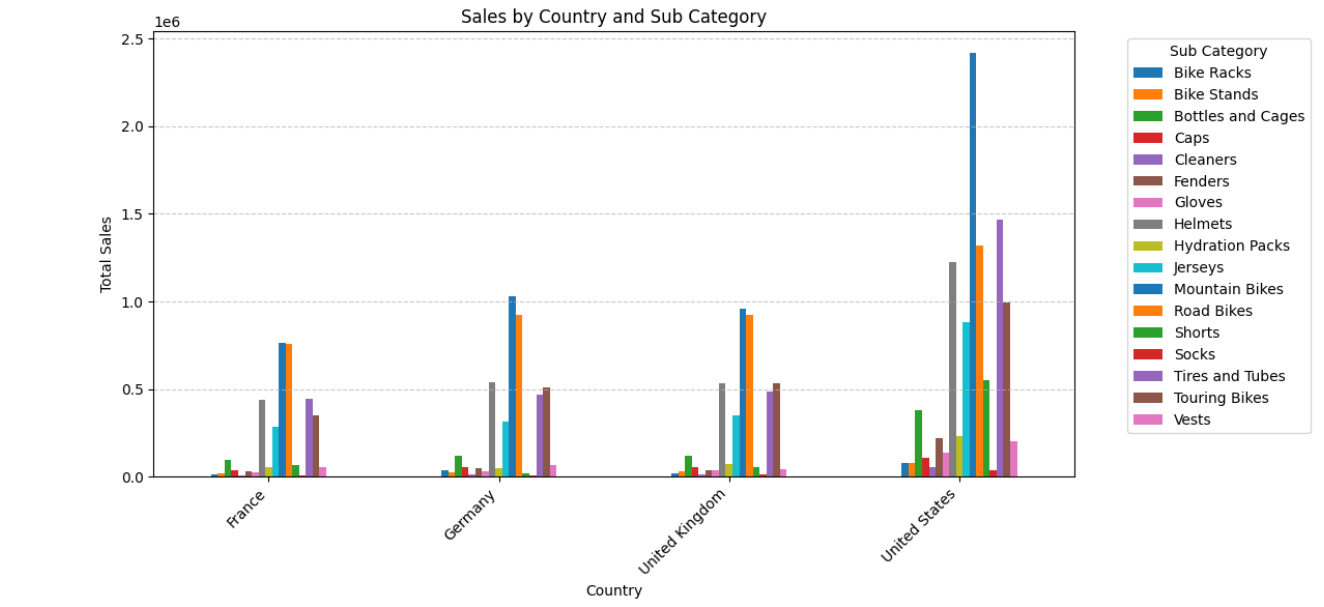 Sales by Country and Sub Category
1e6
2.5
2.0
1.5
1.0
0.5
0.0
Total Sales
France
Germany
United Kingdom
United States
Country
Sub Category
Bike Racks
Bike Stands
Bottles and Cages
Caps
Cleaners
Fenders
Gloves
Helmets
Hydration Packs
Jerseys
Mountain Bikes
Road Bikes
Shorts
Socks
Tires and Tubes
Touring Bikes
Vests